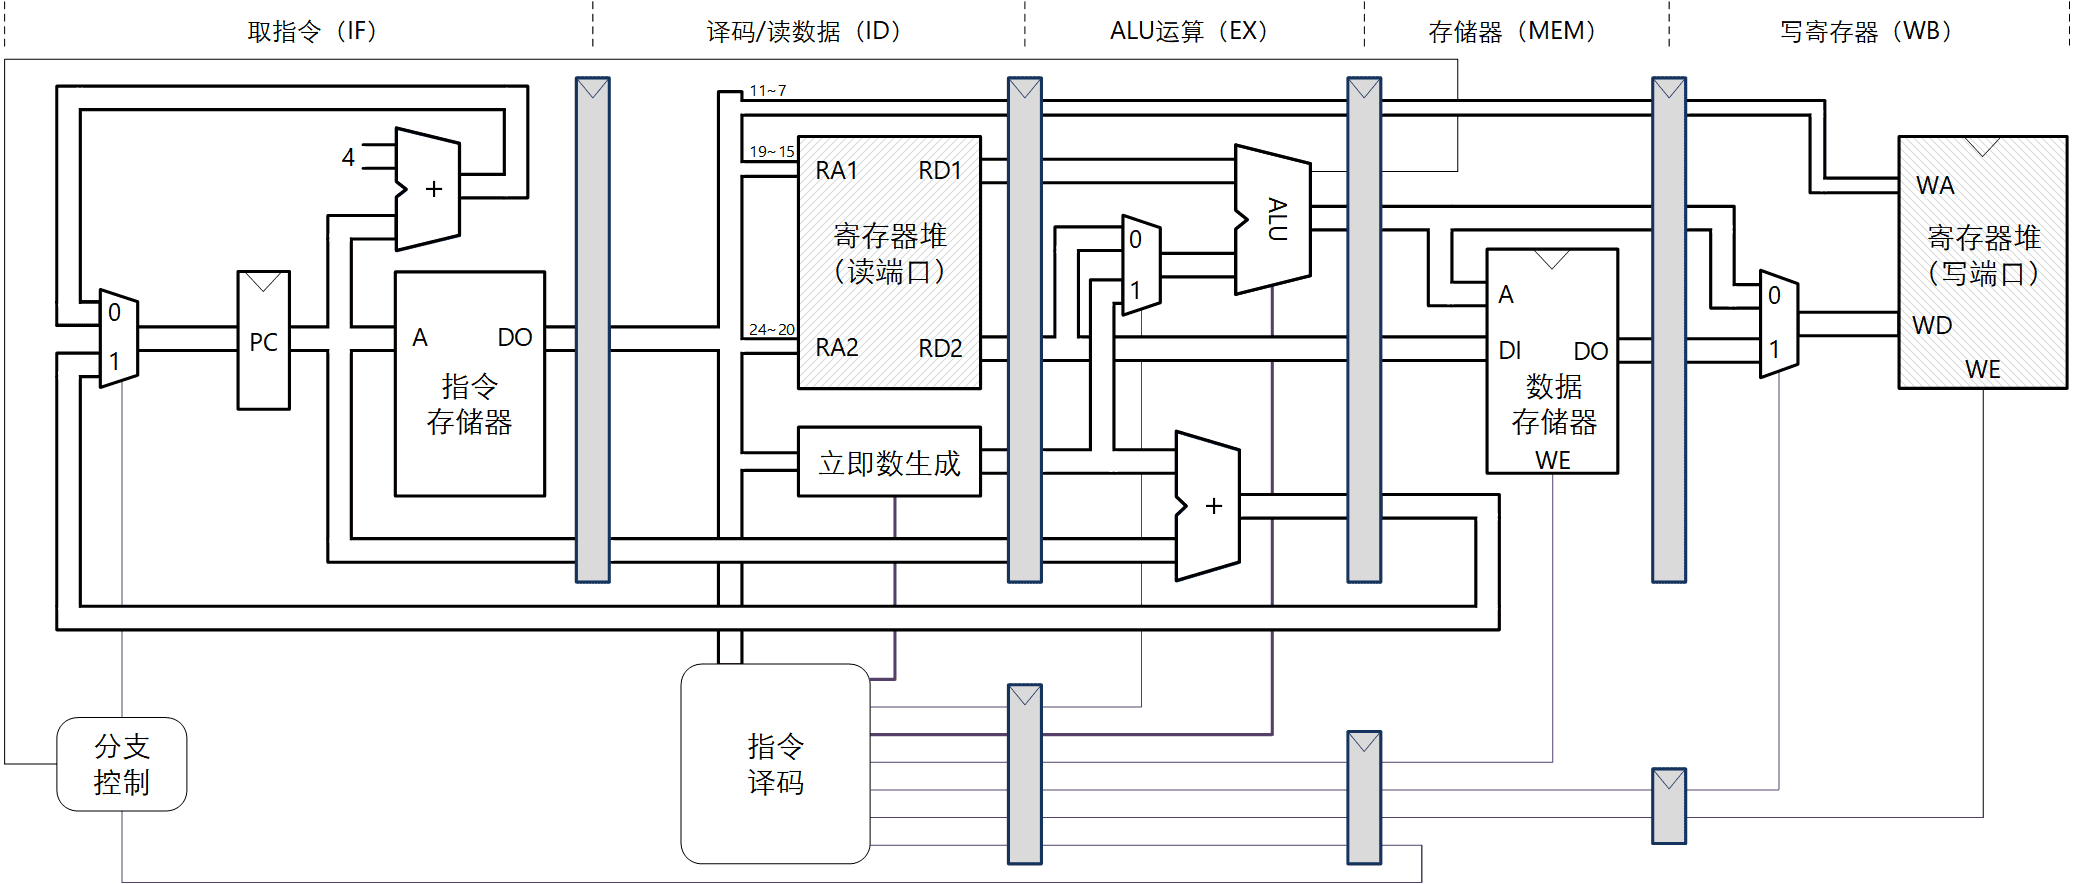 取指令（IF）
译码/读数据（ID）
ALU运算（EX）
存储器（MEM）
写寄存器（WB）
11~7
4
+
19~15
RA1
RD1
ALU
WA
寄存器堆
（读端口）
0
1
寄存器堆
（写端口）
0
1
PC
A
DO
指令
存储器
24~20
RA2
RD2
A
DI
DO
数据
存储器
WE
0
1
WD
WE
立即数生成
+
分支
控制
指令
译码